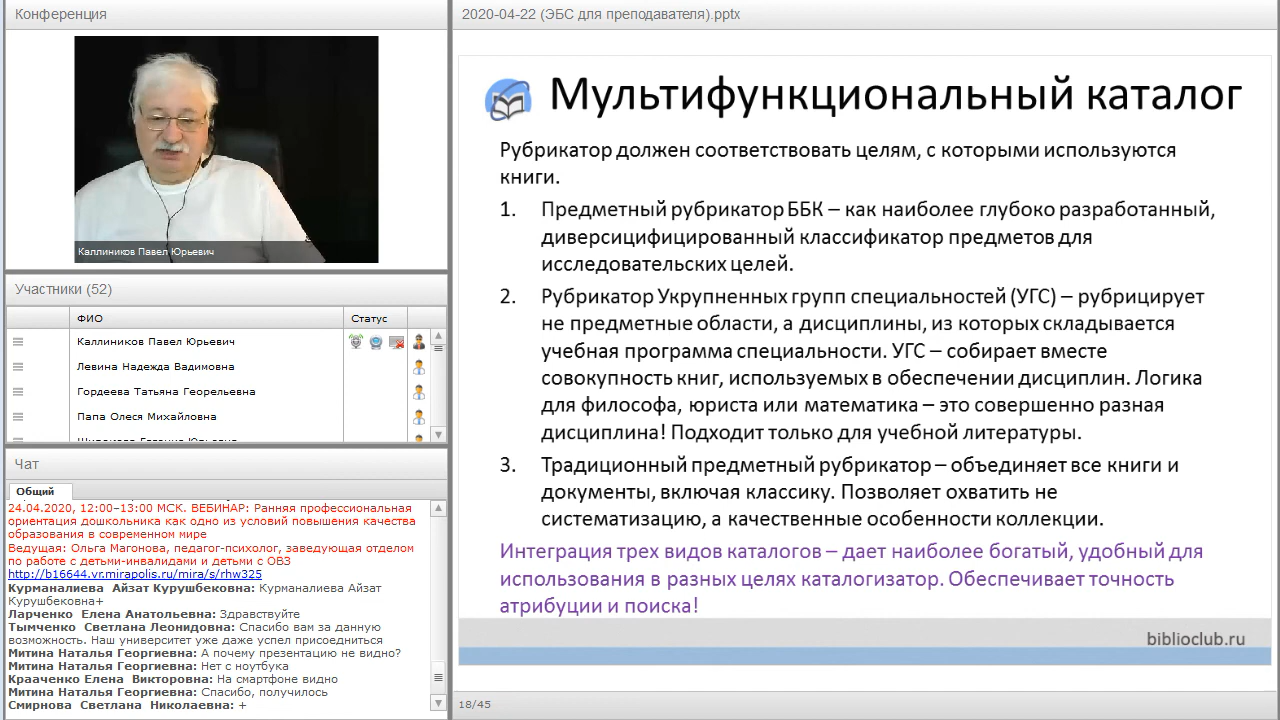 Конференция
Каллиников Павел Юрьевич
Участники (52)
ФИО Статус
Каллиников Павел Юрьевич
Левина Надежда Вадимовна
Гордеева Татьяна Георельевна
Папа Олеся Михайловна
Чат
Общий
24.04.2020, 12:00–13:00 МСК. ВЕБИНАР: Ранняя профессиональная
ориентация дошкольника как одно из условий повышения качества
образования в современном мире
Ведущая: Ольга Магонова, педагог-психолог, заведующая отделом
по работе с детьми-инвалидами и детьми с ОВЗ
http://b16644.vr.mirapolis.ru/mira/s/rhw325
Курманалиева Айзат Курушбековна: Курманалиева Айзат
Курушбековна+
Ларченко Елена Анатольевна: Здравствуйте
Тымченко Светлана Леонидовна: Спасибо вам за данную
возможность. Наш университет уже даже успел присоедниться
Митина Наталья Георгиевна: А почему презентацию не видно?
Митина Наталья Георгиевна: Нет с ноутбука
Крааченко Елена Викторовна: На смартфоне видно
Митина Наталья Георгиевна: Спасибо, получилось
Смирнова Светлана Николаевна: +
2020-04-22 (ЭБС для преподавателя).pptx
Мультифункциональный каталог
Рубрикатор должен соответствовать целям, с которыми используются
книги.
1. Предметный рубрикатор ББК – как наиболее глубоко разработанный,
диверсицифицированный классификатор предметов для
исследовательских целей.
2. Рубрикатор Укрупненных групп специальностей (УГС) – рубрицирует
не предметные области, а дисциплины, из которых складывается
учебная программа специальности. УГС – собирает вместе
совокупность книг, используемых в обеспечении дисциплин. Логика
для философа, юриста или математика – это совершенно разная
дисциплина! Подходит только для учебной литературы.
3. Традиционный предметный рубрикатор – объединяет все книги и
документы, включая классику. Позволяет охватить не
систематизацию, а качественные особенности коллекции.
Интеграция трех видов каталогов – дает наиболее богатый, удобный для
использования в разных целях каталогизатор. Обеспечивает точность
атрибуции и поиска!
biblioclub.ru
18/45